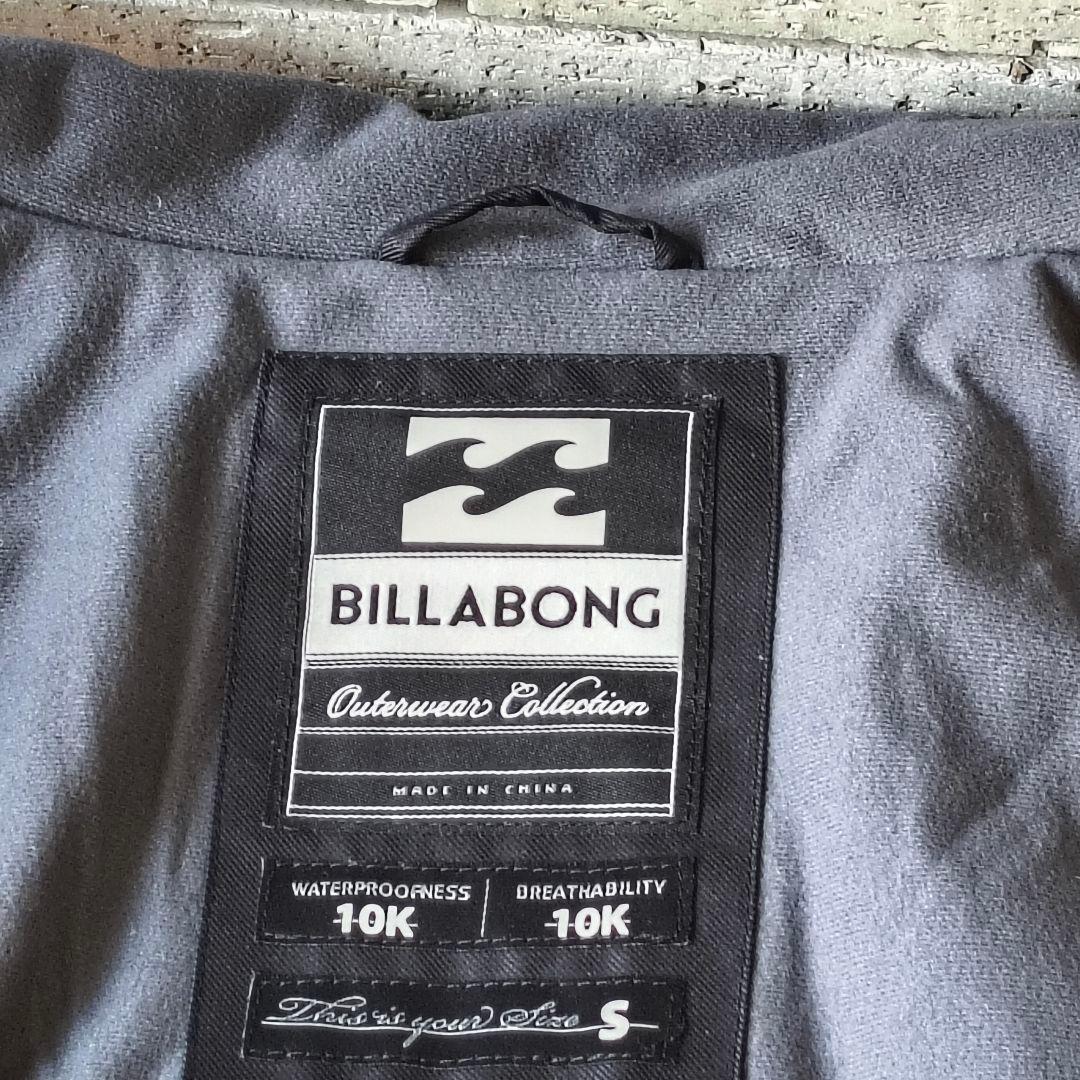 BILLABONG
Outerwear Collection
MADE IN CHINA
WATERPROOFNESS BREATHABILITY
10K 10K
This is your Size S